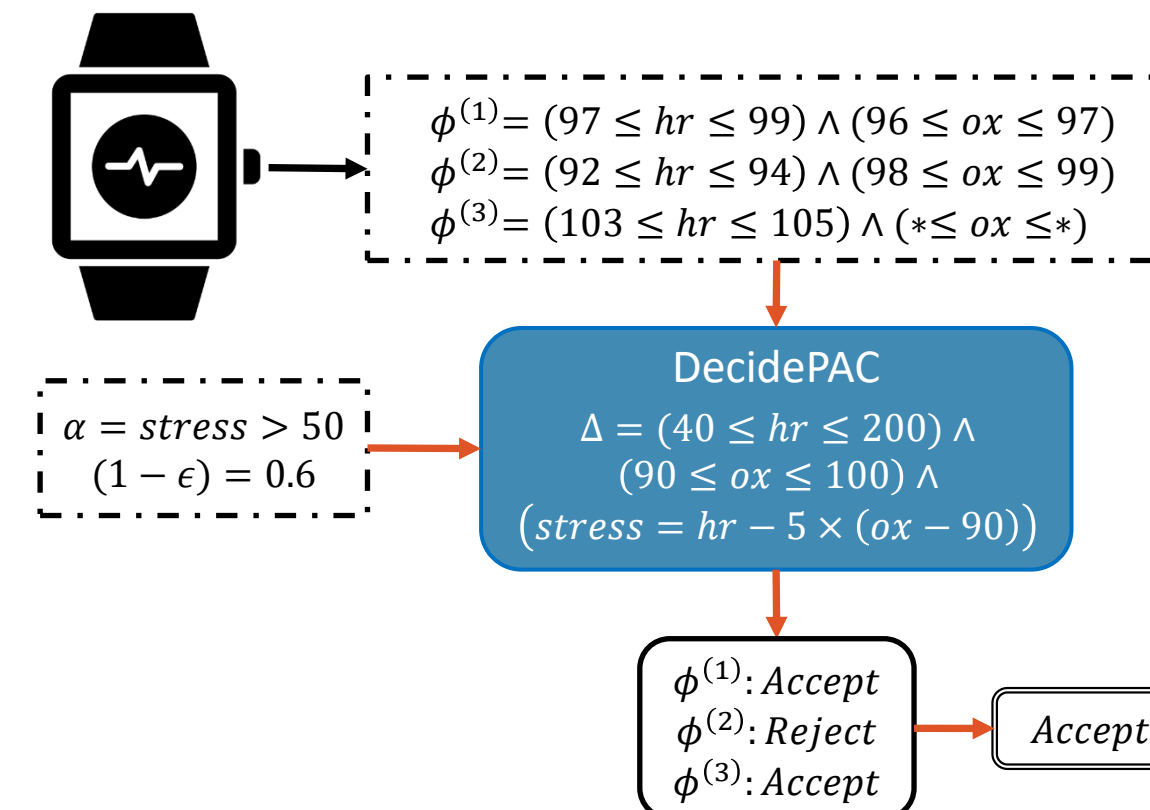 ϕ⁽¹⁾= (97 ≤ hr ≤ 99) ∧ (96 ≤ ox ≤ 97)
ϕ⁽²⁾= (92 ≤ hr ≤ 94) ∧ (98 ≤ ox ≤ 99)
ϕ⁽³⁾= (103 ≤ hr ≤ 105) ∧ (∗≤ ox ≤∗)
α = stress > 50
(1 − ϵ) = 0.6
DecidePAC
Δ = (40 ≤ hr ≤ 200) ∧
(90 ≤ ox ≤ 100) ∧
(stress = hr − 5 × (ox − 90))
ϕ⁽¹⁾: Accept
ϕ⁽²⁾: Reject
ϕ⁽³⁾: Accept
Accept